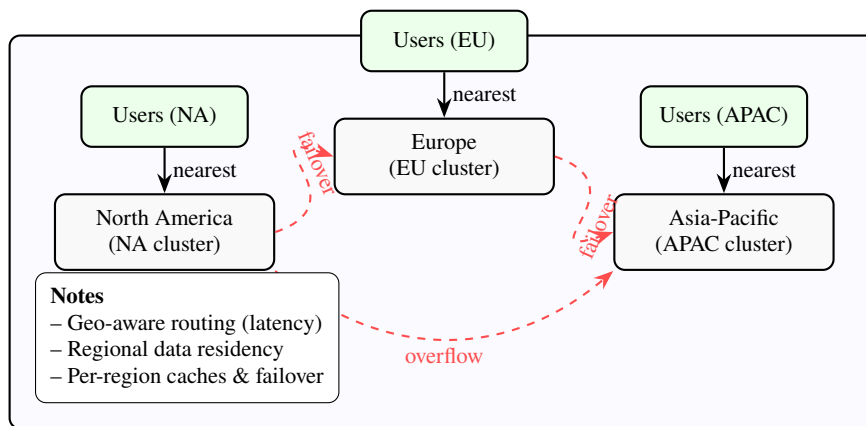 Users (EU)
nearest
Users (NA)
nearest
Users (APAC)
nearest
failover
Europe
(EU cluster)
failover
North America
(NA cluster)
Asia-Pacific
(APAC cluster)
overflow
Notes
– Geo-aware routing (latency)
– Regional data residency
– Per-region caches & failover